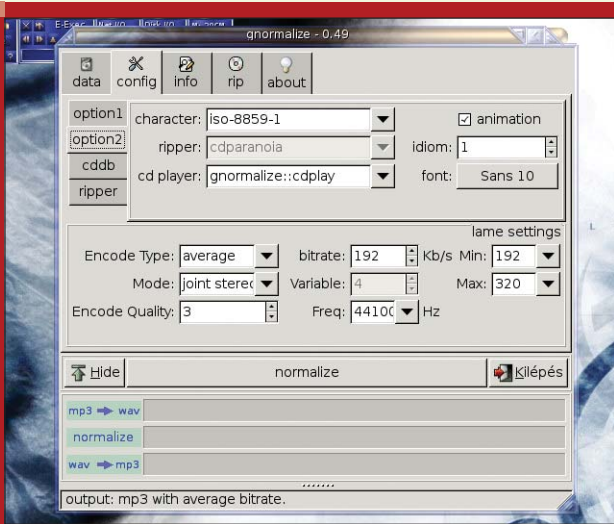 gnormalize - 0.49
data config info rip about
option1
option2
cddb
ripper
character: iso-8859-1
animation
ripper: cdparanoia
idiom: 1
cd player: gnormalize::cdplay
font: Sans 10
lame settings
Encode Type: average bitrate: 192 Kb/s Min: 192
Mode: joint stereo Variable: 4 Max: 320
Encode Quality: 3 Freq: 44100 Hz
Hide normalize Kilépés
mp3 wav
normalize
wav mp3
output: mp3 with average bitrate.